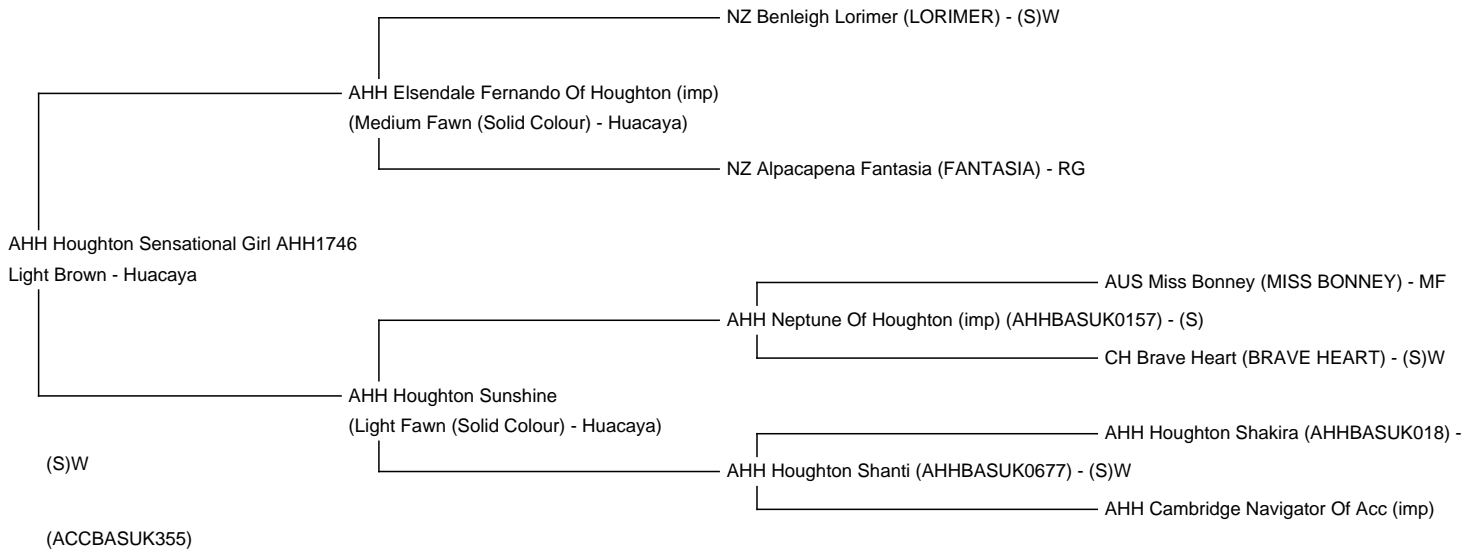 NZ Benleigh Lorimer (LORIMER) - (S)W
AHH Elsendale Fernando Of Houghton (imp)
(Medium Fawn (Solid Colour) - Huacaya)
NZ Alpacapena Fantasia (FANTASIA) - RG
AHH Houghton Sensational Girl AHH1746
Light Brown - Huacaya
AUS Miss Bonney (MISS BONNEY) - MF
AHH Neptune Of Houghton (imp) (AHHBASUK0157) - (S)
CH Brave Heart (BRAVE HEART) - (S)W
AHH Houghton Sunshine
(Light Fawn (Solid Colour) - Huacaya)
AHH Houghton Shakira (AHHBASUK018) -
(S)W
AHH Houghton Shanti (AHHBASUK0677) - (S)W
AHH Cambridge Navigator Of Acc (imp)
(ACCBASUK355)